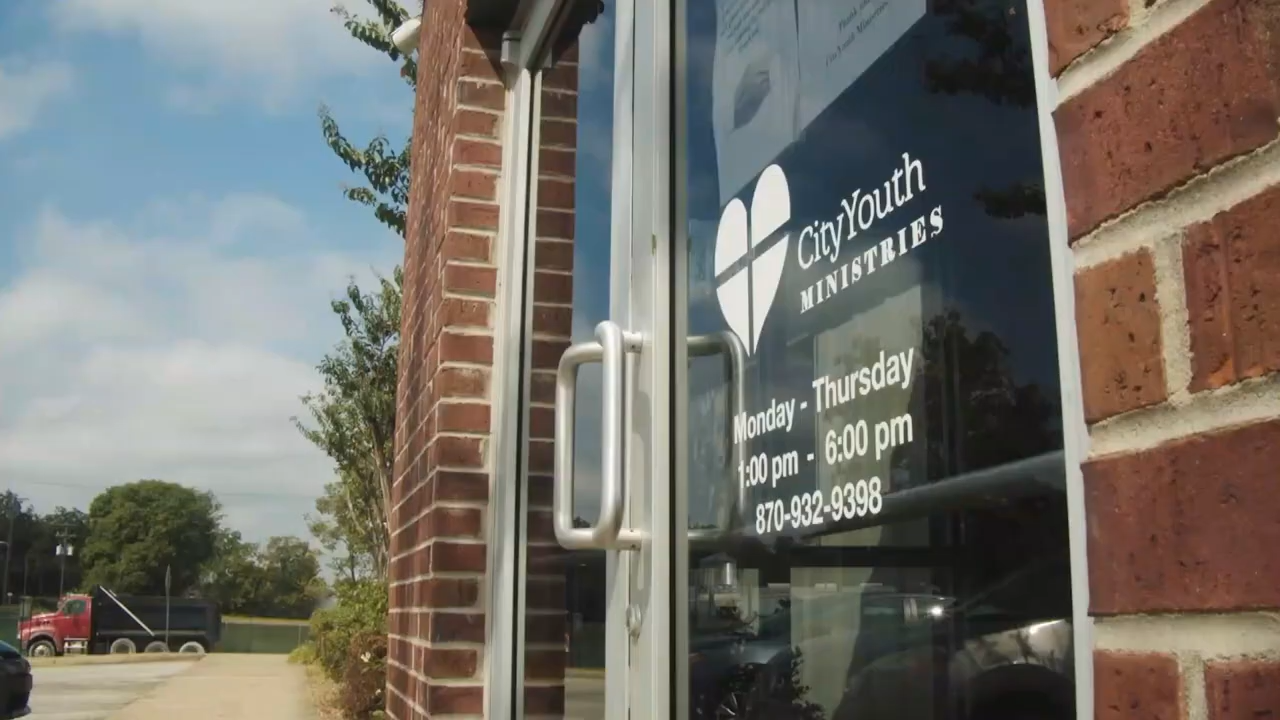 CityYouth
MINISTRIES
Monday - Thursday
1:00 pm - 6:00 pm
870-932-9398